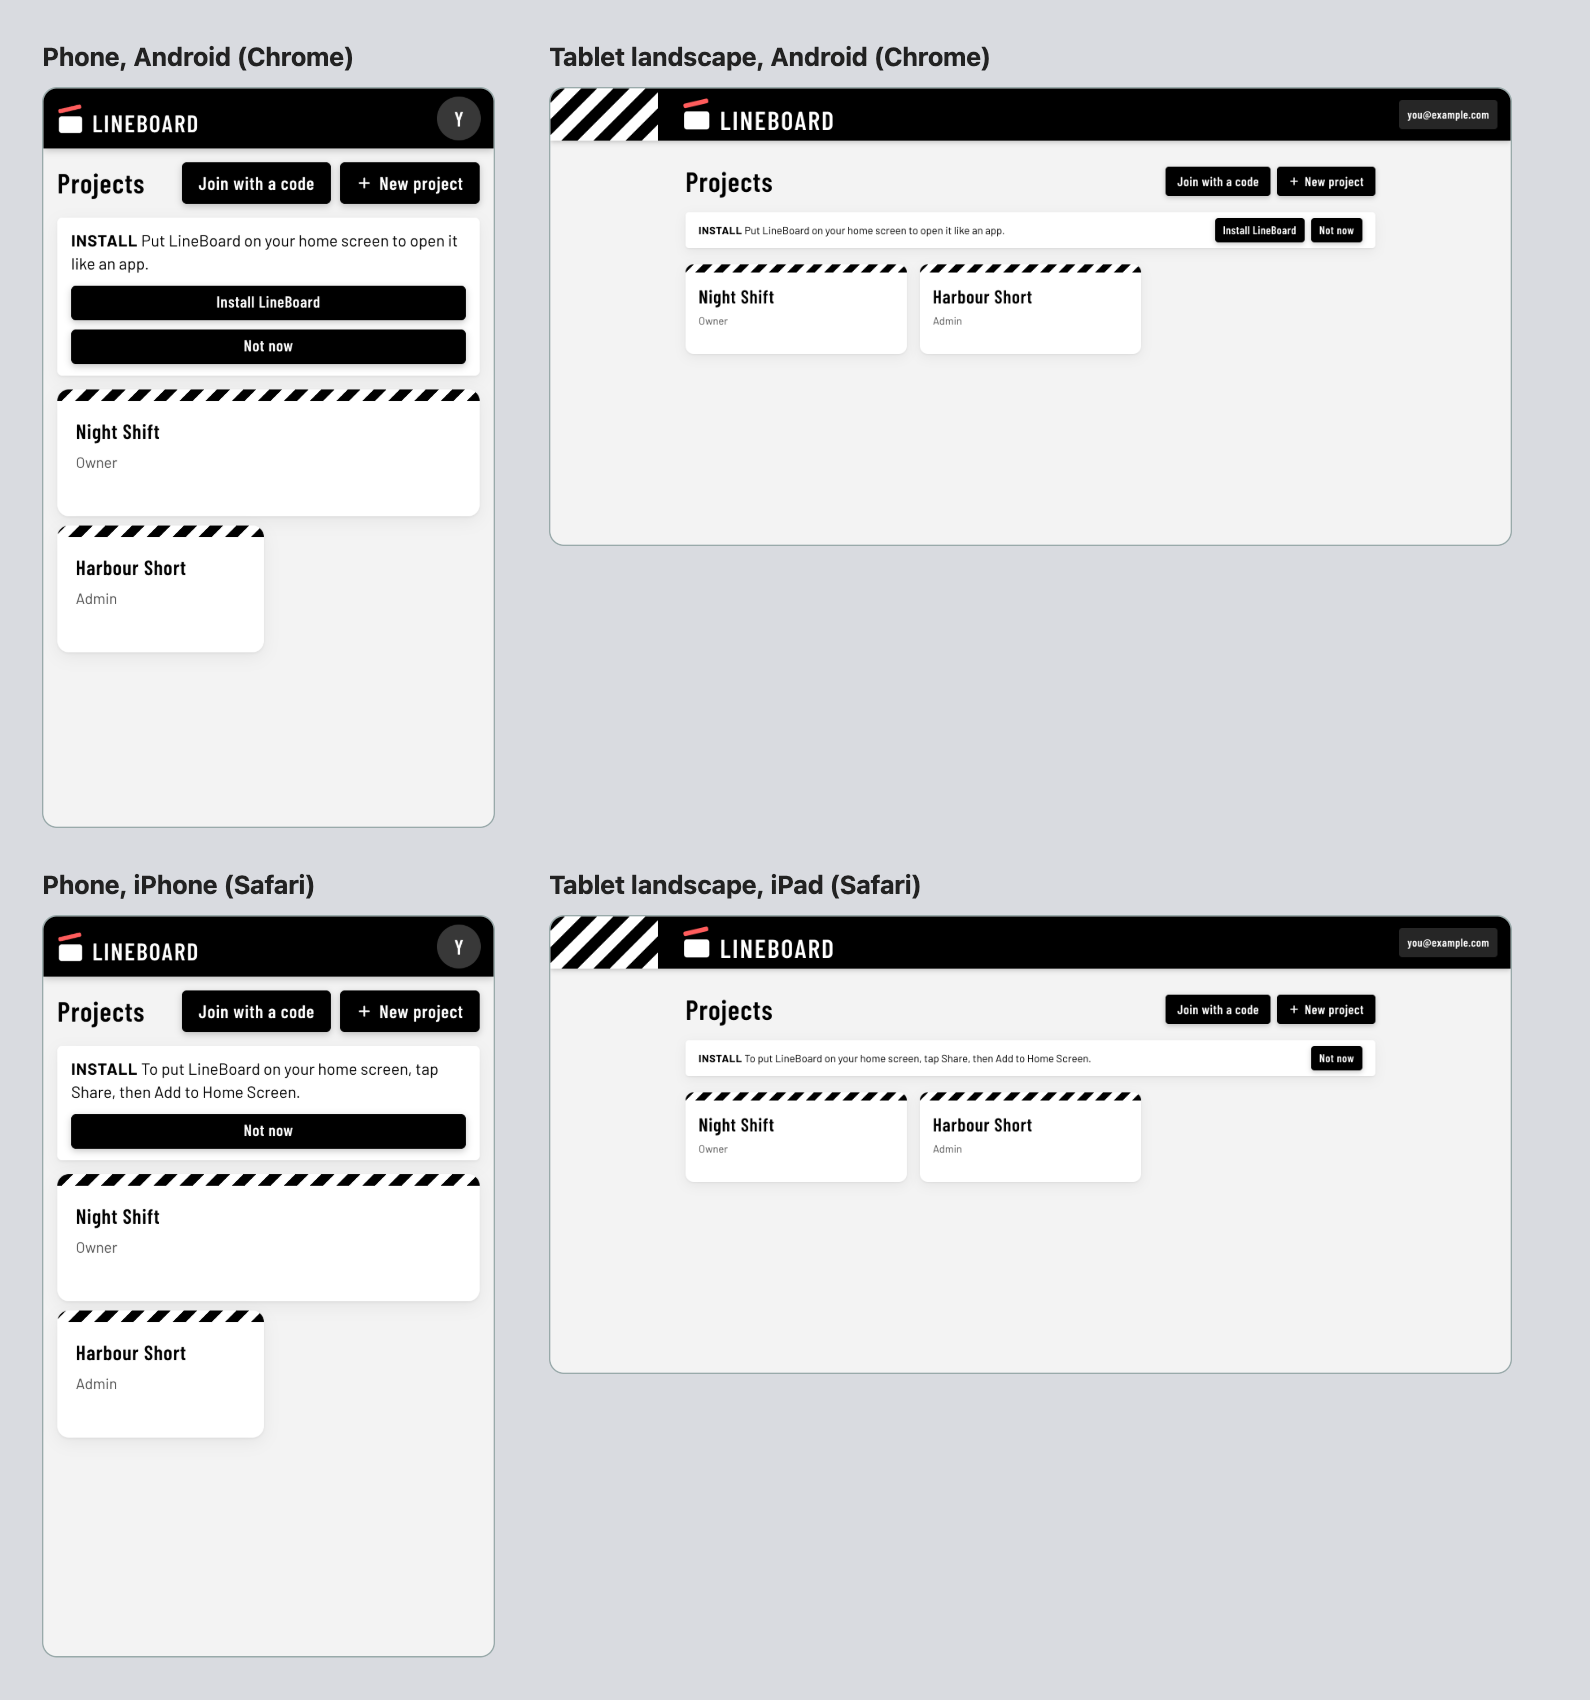 Phone, Android (Chrome)
LINEBOARD
Y
Projects
Join with a code
+ New project
INSTALL Put LineBoard on your home screen to open it
like an app.
Install LineBoard
Not now
Night Shift
Owner
Harbour Short
Admin
Tablet landscape, Android (Chrome)
LINEBOARD
you@example.com
Projects
Join with a code
+ New project
INSTALL Put LineBoard on your home screen to open it like an app.
Install LineBoard
Not now
Night Shift
Owner
Harbour Short
Admin
Phone, iPhone (Safari)
LINEBOARD
Y
Projects
Join with a code
+ New project
INSTALL To put LineBoard on your home screen, tap
Share, then Add to Home Screen.
Not now
Night Shift
Owner
Harbour Short
Admin
Tablet landscape, iPad (Safari)
LINEBOARD
you@example.com
Projects
Join with a code
+ New project
INSTALL To put LineBoard on your home screen, tap Share, then Add to Home Screen.
Not now
Night Shift
Owner
Harbour Short
Admin